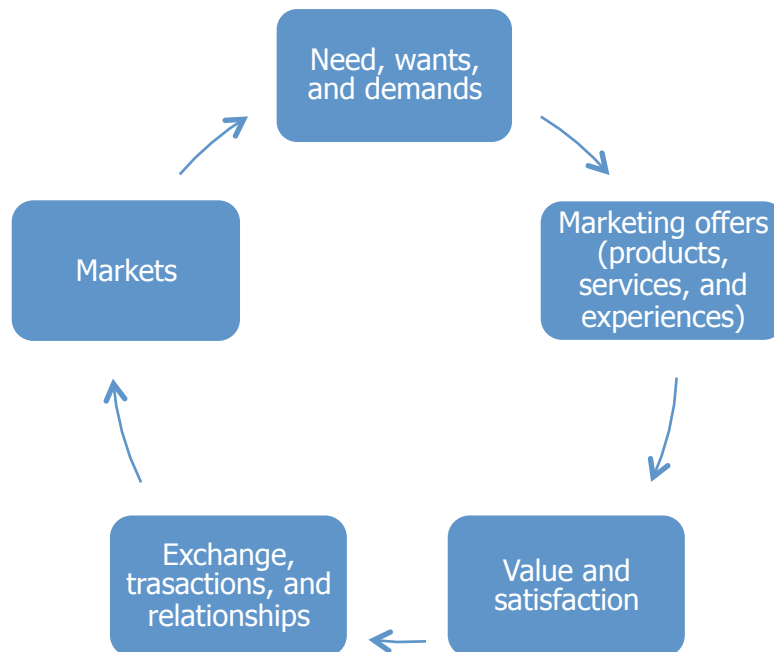 Need, wants,
and demands
Marketing offers
(products,
services, and
experiences)
Value and
satisfaction
Exchange,
trasactions, and
relationships
Markets